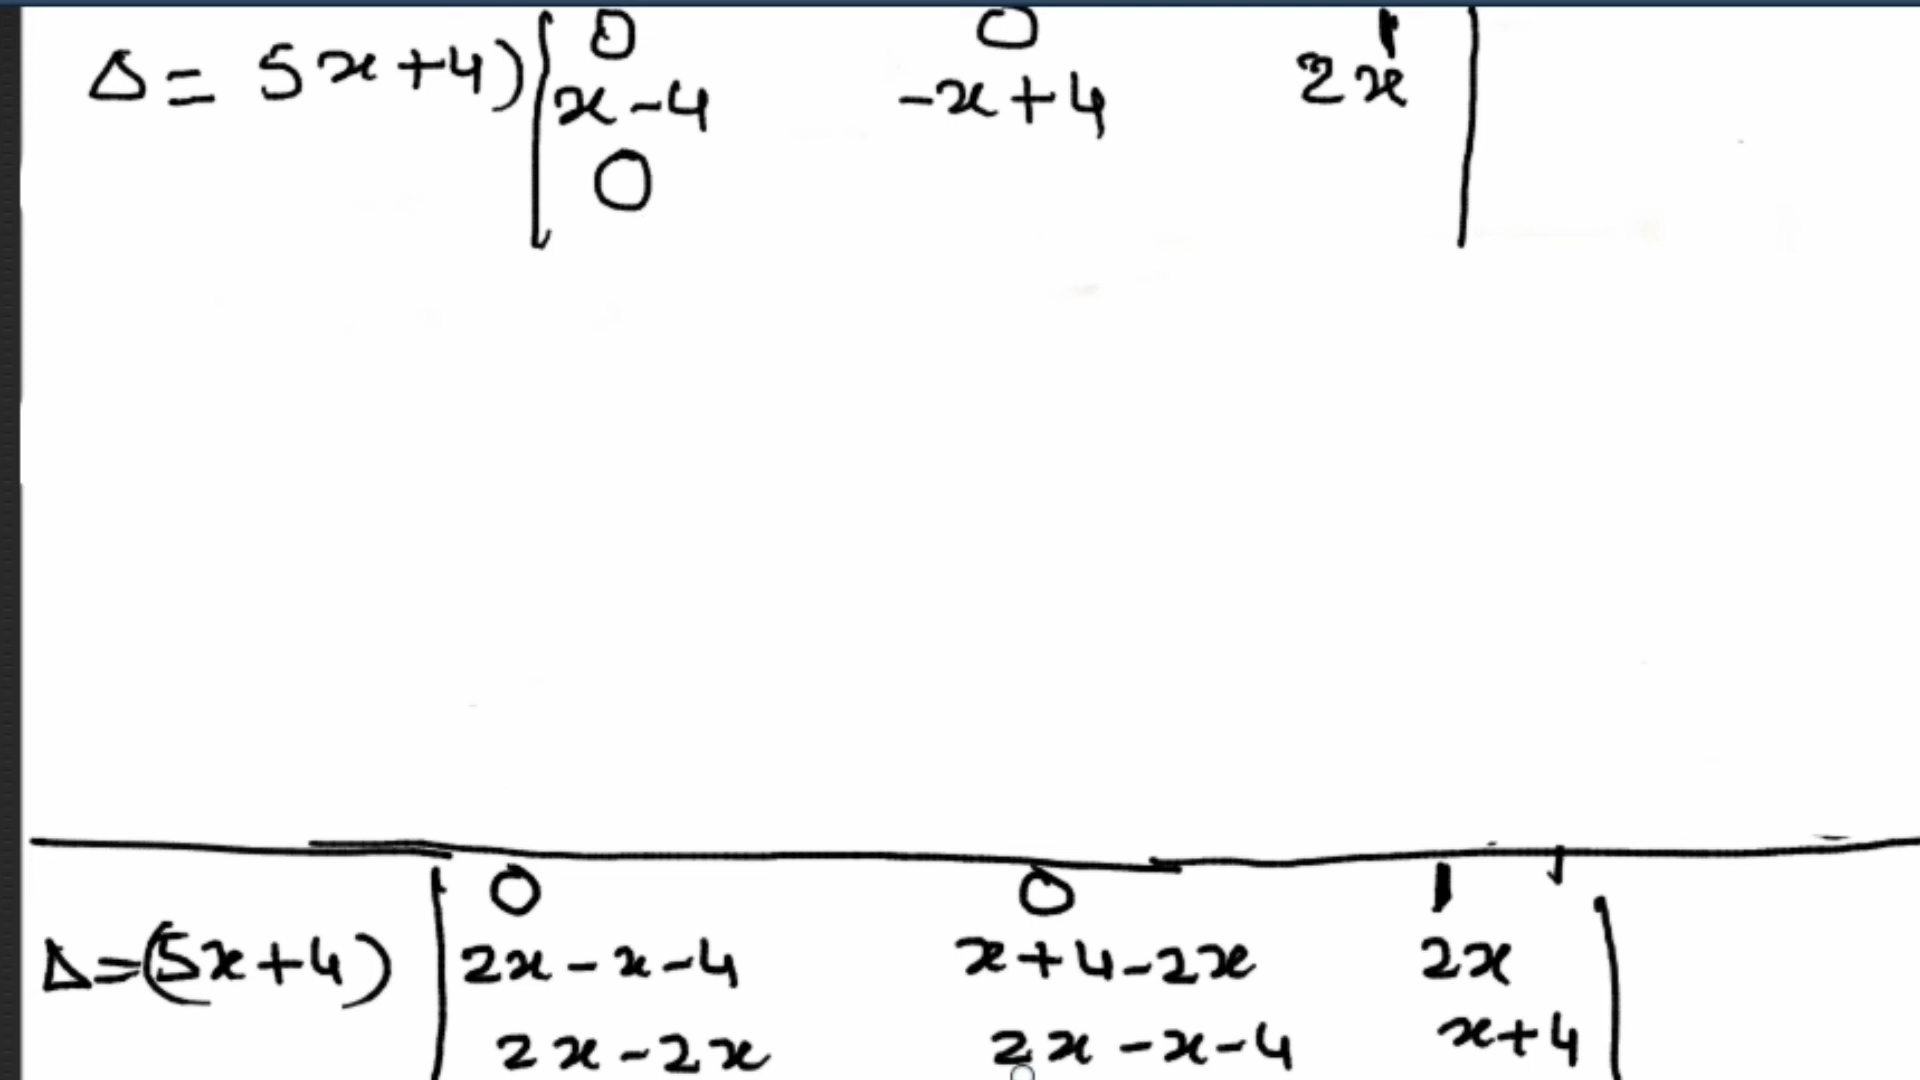 0 0 1
Δ = 5x+4) | x-4 -x+4 2x |
0
0 0 1
Δ=(5x+4) | 2x-x-4 x+4-2x 2x |
2x-2x 2x-x-4 x+4